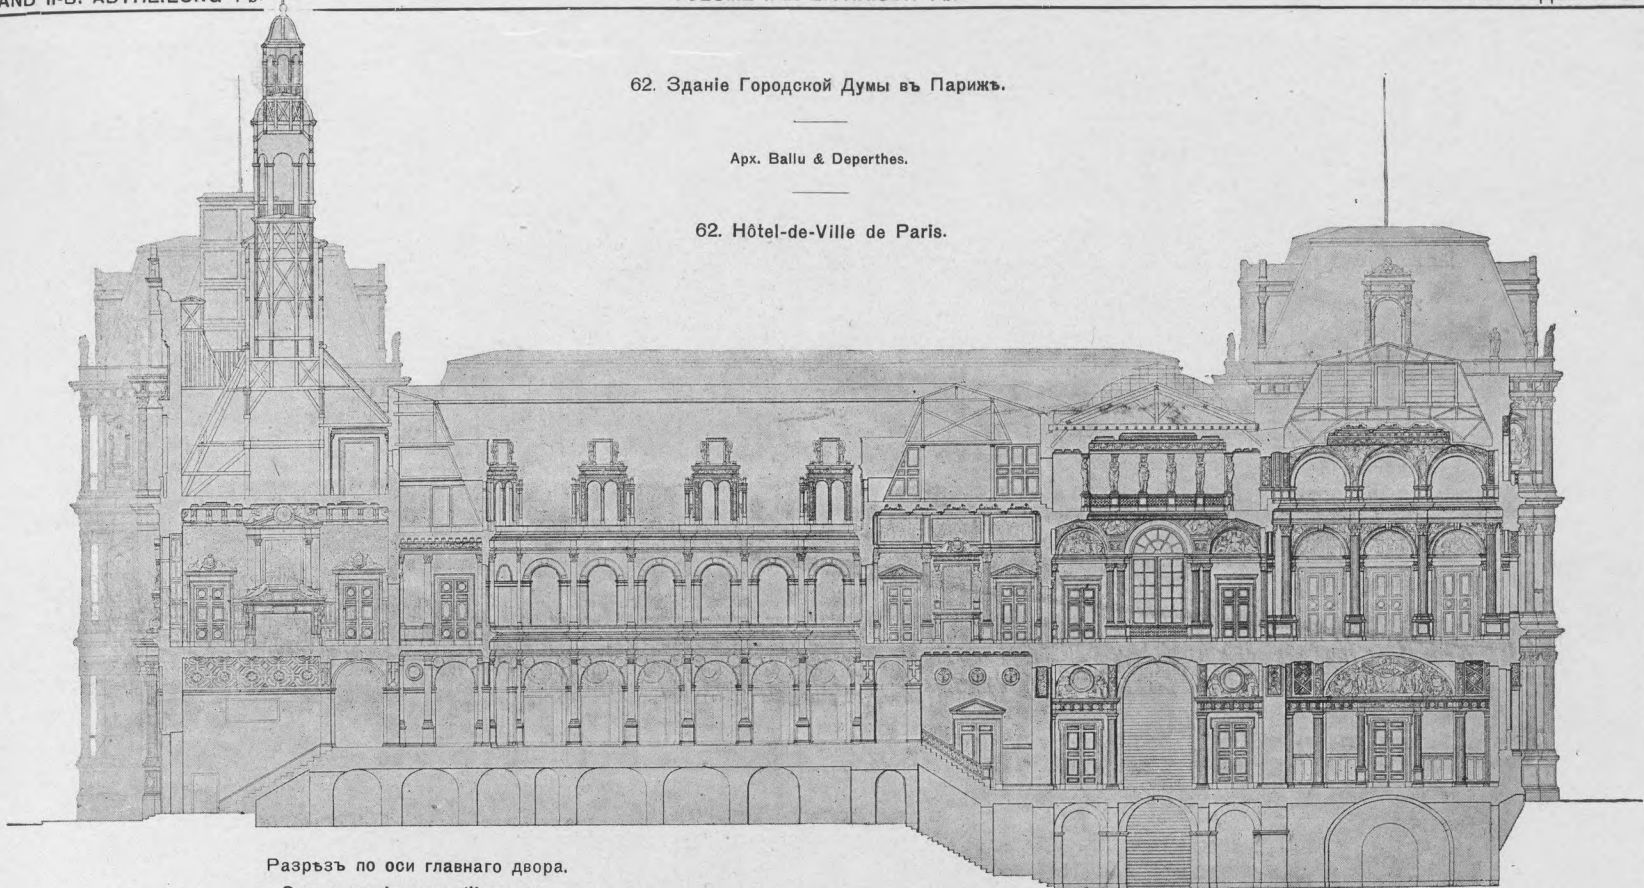 62. Зданіе Городской Думы въ Парижѣ.
Арх. Ballu & Deperthes.
62. Hôtel-de-Ville de Paris.
Разрѣзъ по оси главнаго двора.